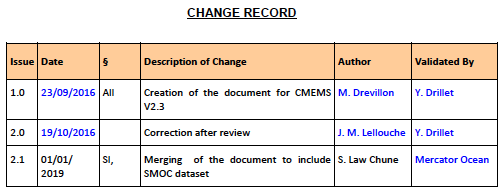 CHANGE RECORD
Issue Date § Description of Change Author Validated By
1.0 23/09/2016 All Creation of the document for CMEMS V2.3 M. Drevillon Y. Drillet
2.0 19/10/2016 Correction after review J. M. Lellouche Y. Drillet
2.1 01/01/2019 SI, Merging of the document to include SMOC dataset S. Law Chune Mercator Ocean